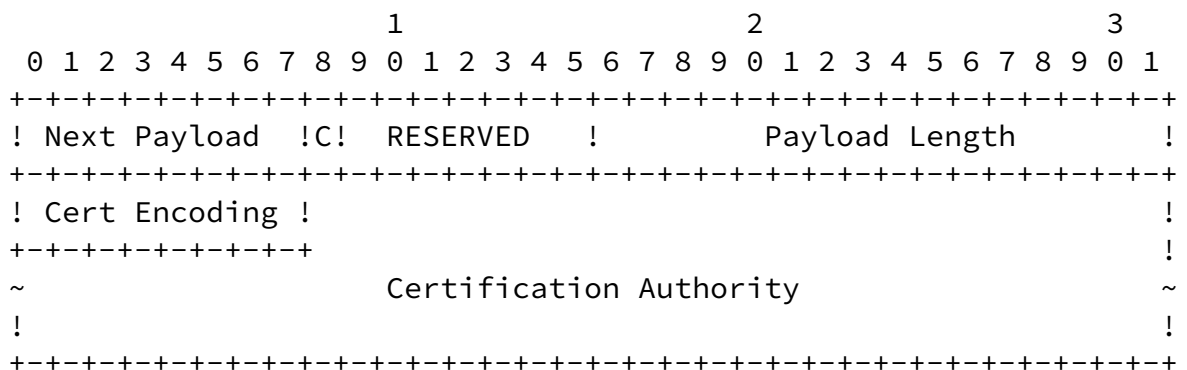 1                   2                   3
 0 1 2 3 4 5 6 7 8 9 0 1 2 3 4 5 6 7 8 9 0 1 2 3 4 5 6 7 8 9 0 1
+-+-+-+-+-+-+-+-+-+-+-+-+-+-+-+-+-+-+-+-+-+-+-+-+-+-+-+-+-+-+-+-+
! Next Payload  !C!  RESERVED   !         Payload Length        !
+-+-+-+-+-+-+-+-+-+-+-+-+-+-+-+-+-+-+-+-+-+-+-+-+-+-+-+-+-+-+-+-+
! Cert Encoding !                                               !
+-+-+-+-+-+-+-+-+                                               !
~                    Certification Authority                    ~
!                                                               !
+-+-+-+-+-+-+-+-+-+-+-+-+-+-+-+-+-+-+-+-+-+-+-+-+-+-+-+-+-+-+-+-+